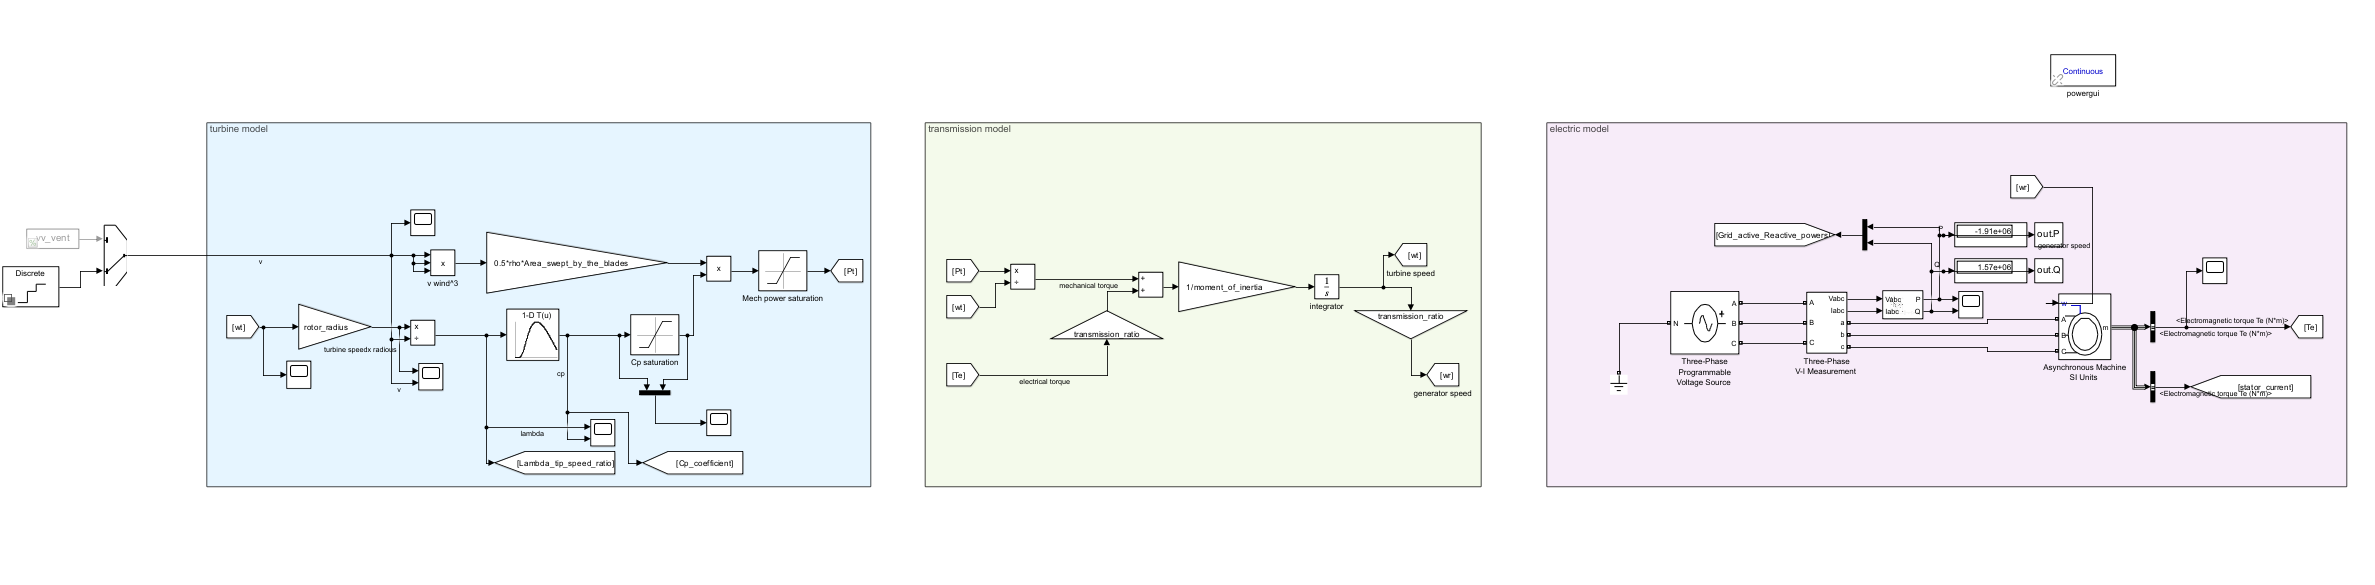 Continuous
powergui
turbine model
vv_vent
Discrete
v
x
v wind^3
0.5*rho*Area_swept_by_the_blades
x
Mech power saturation
[Pt]
[wt]
rotor_radius
turbine speedx radious
x
÷
v
1-D T(u)
cp
Cp saturation
lambda
[Lambda_tip_speed_ratio]
[Cp_coefficient]
transmission model
[Pt]
[wt]
x
÷
mechanical torque
+
+
transmission_ratio
[Te]
electrical torque
1/moment_of_inertia
1
s
integrator
[wt]
turbine speed
transmission_ratio
[wr]
generator speed
electric model
[wr]
generator speed
[Grid_active_Reactive_powers]
P
-1.91e+06
out.P
Q
1.57e+06
out.Q
N
A
B
C
Three-Phase
Programmable
Voltage Source
A
B
C
Vabc
Iabc
a
b
c
Three-Phase
V-I Measurement
Vabc
Iabc
P
Q
w
A
B
C
m
Asynchronous Machine
SI Units
<Electromagnetic torque Te (N*m)>
<Electromagnetic torque Te (N*m)>
[Te]
[stator_current]
<Electromagnetic torque Te (N*m)>